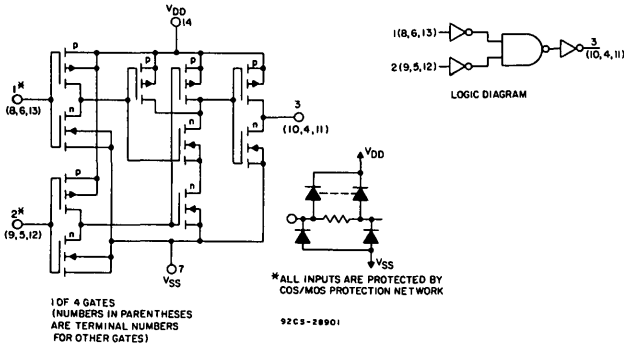 VDD
14
p
p
p
p
1*
(8,6,13)
n
n
n
3
(10,4,11)
p
2*
(9,5,12)
n
n
7
VSS
1 OF 4 GATES
(NUMBERS IN PARENTHESES
ARE TERMINAL NUMBERS
FOR OTHER GATES)
1(8,6,13)
2(9,5,12)
3
(10,4,11)
LOGIC DIAGRAM
VDD
VSS
*ALL INPUTS ARE PROTECTED BY
COS/MOS PROTECTION NETWORK
92CS-28901